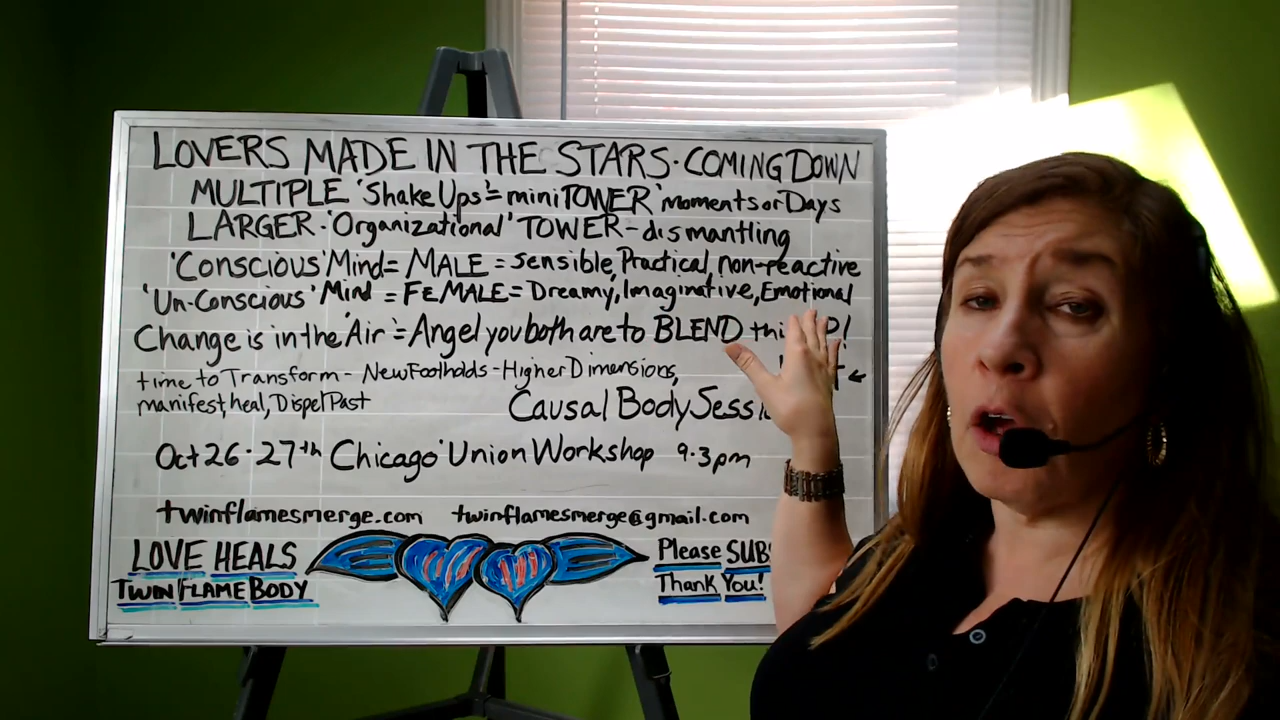 LOVERS MADE IN THE STARS·COMING DOWN
MULTIPLE 'Shake Ups'= mini TOWER' moments or Days
LARGER·'Organizational' TOWER-dismantling
'Conscious' Mind= MALE = sensible, Practical, non-reactive
'Un-Conscious' Mind = FEMALE= Dreamy, Imaginative, Emotional
Change is in the 'Air'= Angel you both are to BLEND
time to Transform - New Footholds - Higher Dimensions,
manifest, heal, Dispel Past
Causal Body
Oct 26·27th Chicago 'Union Workshop 9·3pm
twinflamesmerge.com twinflamesmerge@gmail.com
LOVE HEALS
TWIN FLAME BODY
Please
Thank You!